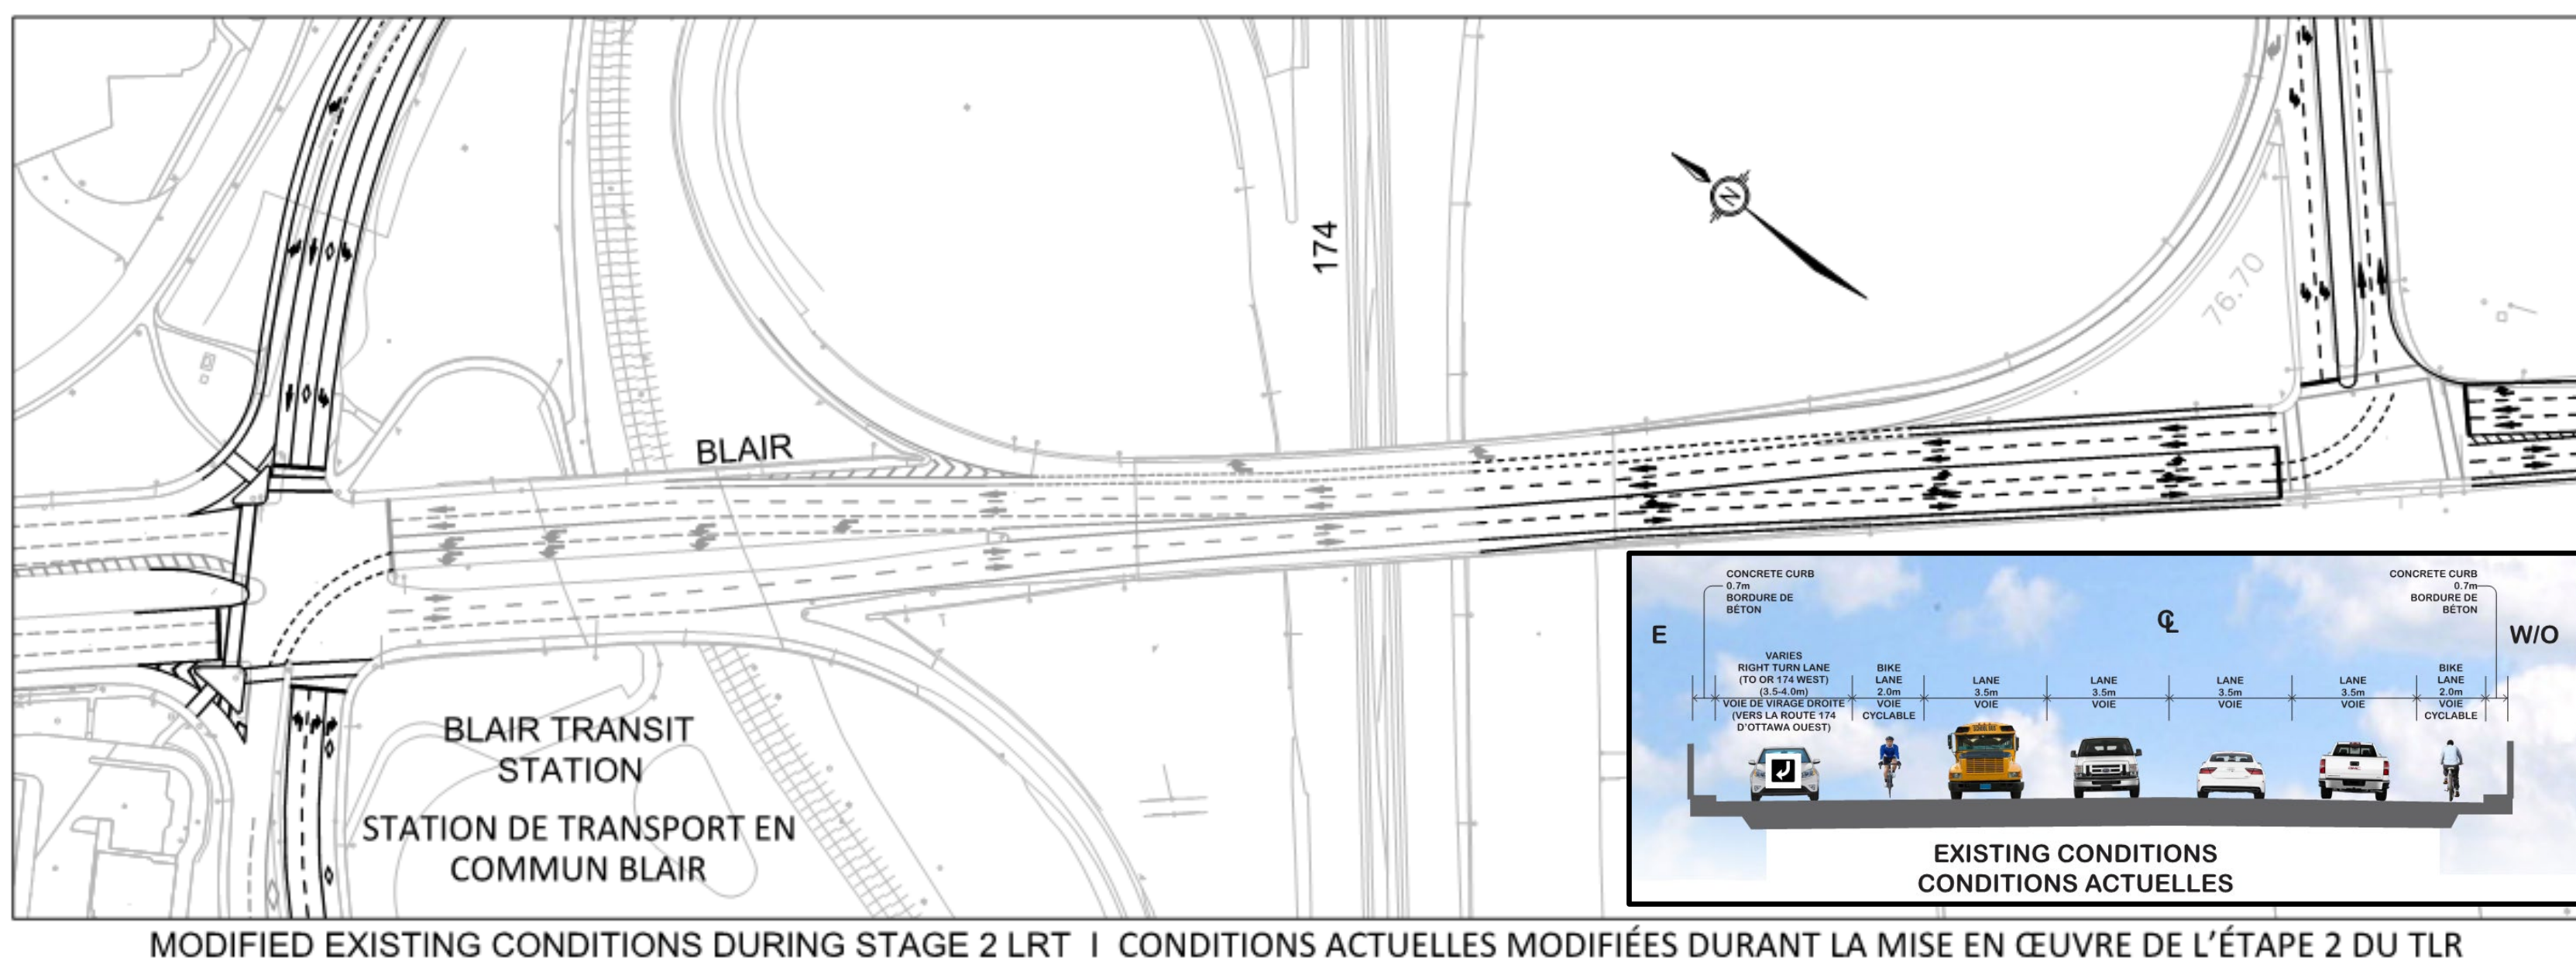 174
76.70
N
BLAIR
BLAIR TRANSIT
STATION
STATION DE TRANSPORT EN
COMMUN BLAIR
CONCRETE CURB
0.7m
BORDURE DE
BÉTON
CONCRETE CURB
0.7m
BORDURE DE
BÉTON
E
W/O
VARIES
RIGHT TURN LANE
(TO OR 174 WEST)
(3.5-4.0m)
VOIE DE VIRAGE DROITE
(VERS LA ROUTE 174
D'OTTAWA OUEST)
BIKE
LANE
2.0m
VOIE
CYCLABLE
LANE
3.5m
VOIE
LANE
3.5m
VOIE
LANE
3.5m
VOIE
LANE
3.5m
VOIE
BIKE
LANE
2.0m
VOIE
CYCLABLE
EXISTING CONDITIONS
CONDITIONS ACTUELLES
MODIFIED EXISTING CONDITIONS DURING STAGE 2 LRT I CONDITIONS ACTUELLES MODIFIÉES DURANT LA MISE EN ŒUVRE DE L'ÉTAPE 2 DU TLR